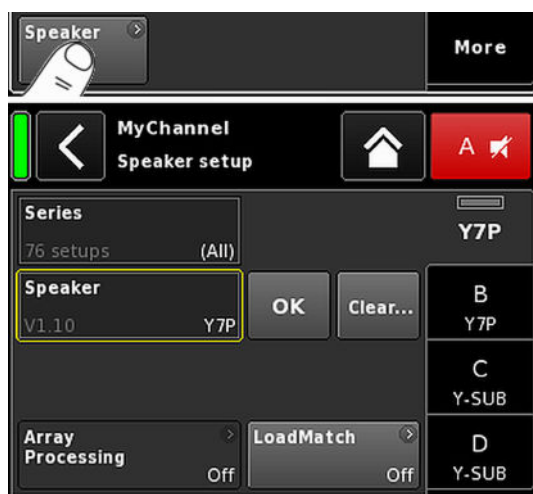 Speaker
More
MyChannel
Speaker setup
A
Series
76 setups (All)
Y7P
Speaker
V1.10 Y7P
OK
Clear...
B
Y7P
C
Y-SUB
Array
Processing
Off
LoadMatch
Off
D
Y-SUB